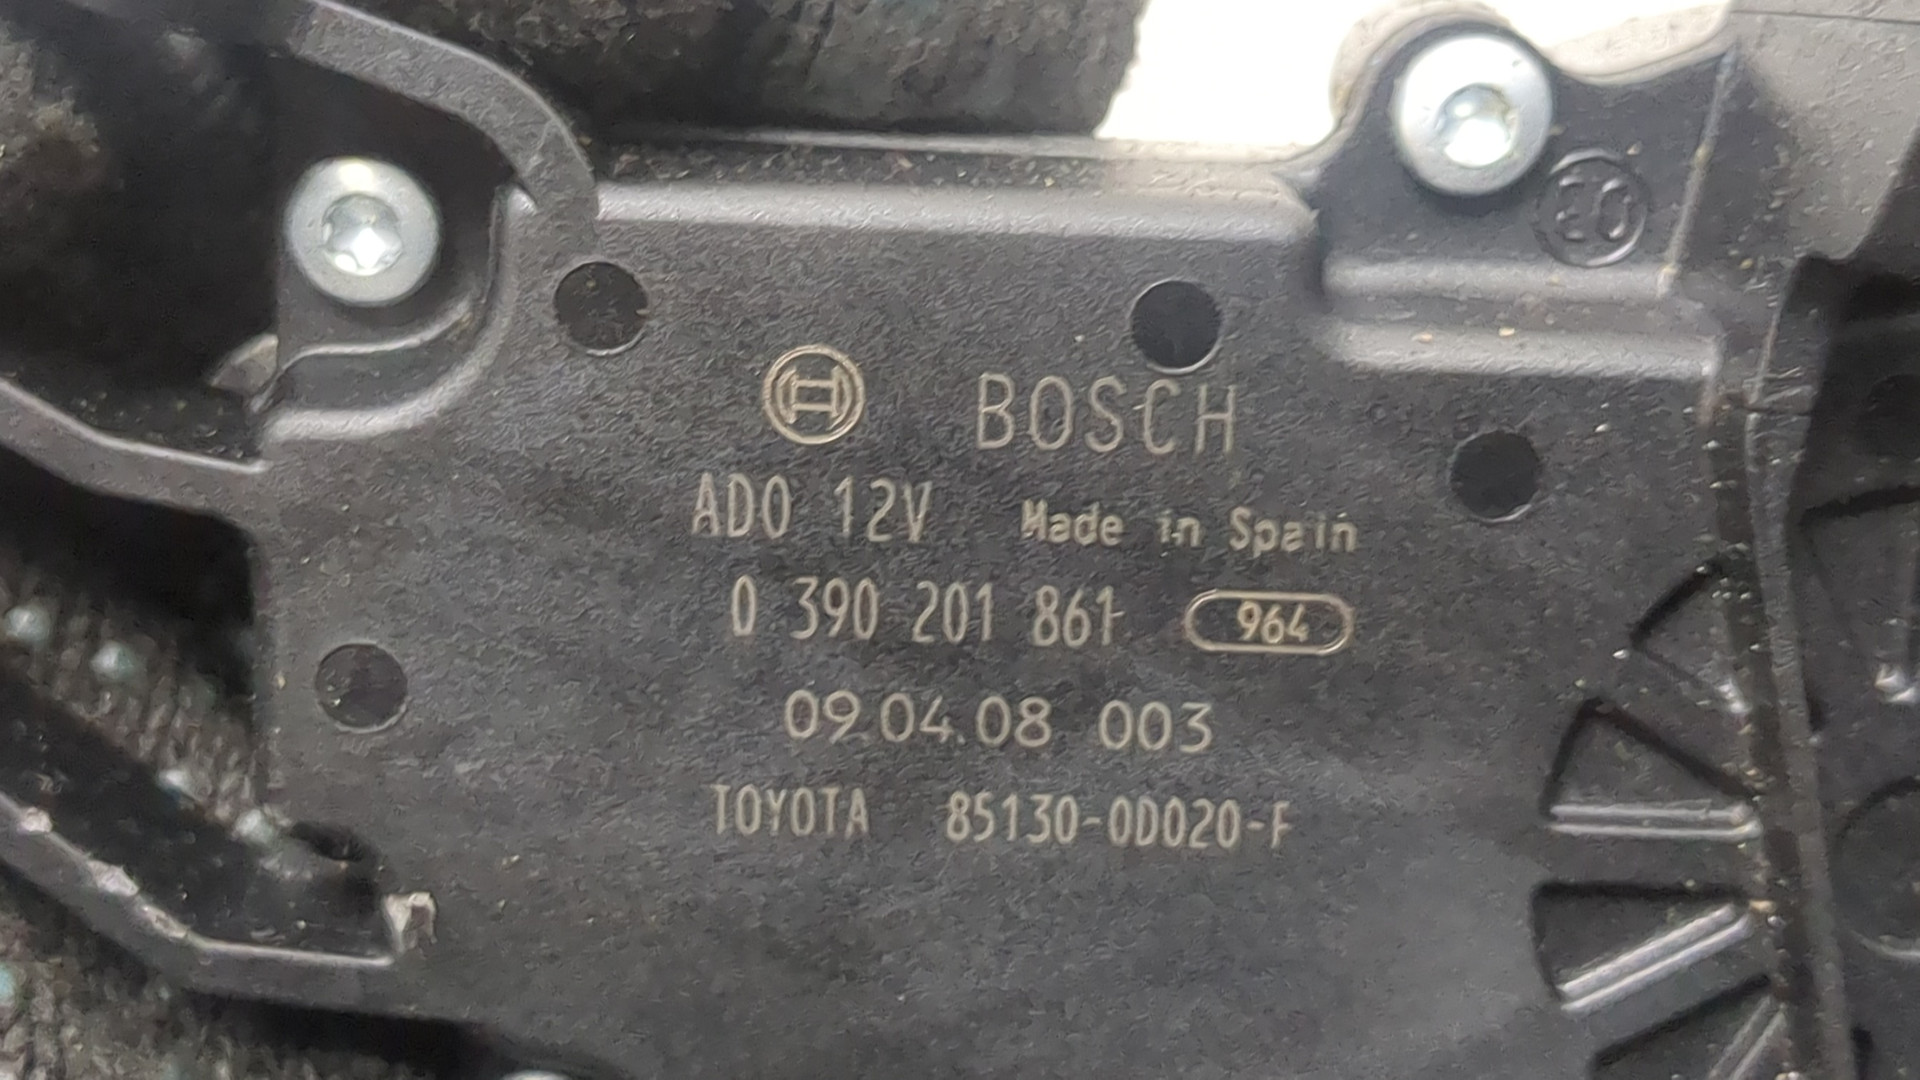 BOSCH
ADO 12V Made in Spain
0 390 201 861 964
09.04.08 003
TOYOTA 85130-0D020-F